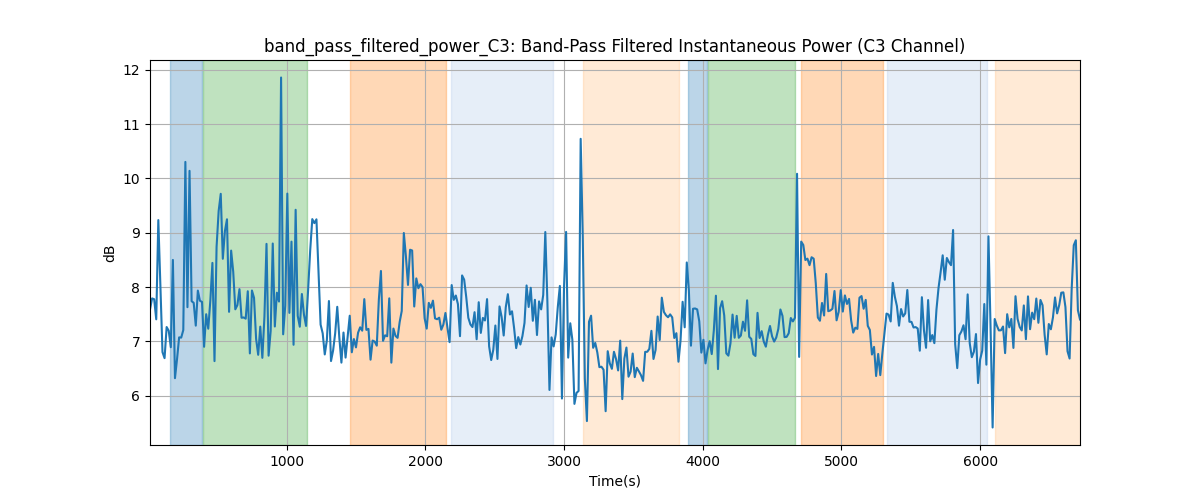 band_pass_filtered_power_C3: Band-Pass Filtered Instantaneous Power (C3 Channel)
12
11
10
9
8
7
6
dB
1000 2000 3000 4000 5000 6000
Time(s)